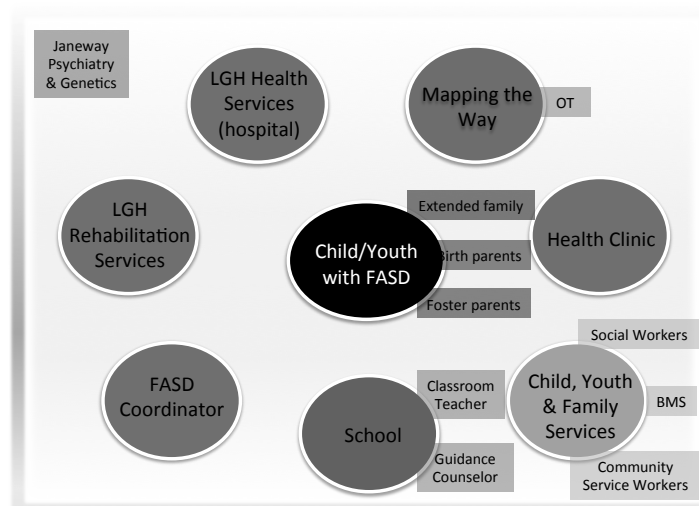 Janeway
Psychiatry
& Genetics
LGH Health
Services
(hospital)
Mapping the
Way
OT
LGH
Rehabilitation
Services
Child/Youth
with FASD
Extended family
Birth parents
Foster parents
Health Clinic
FASD
Coordinator
School
Classroom
Teacher
Guidance
Counselor
Child, Youth
& Family
Services
Social Workers
BMS
Community
Service Workers